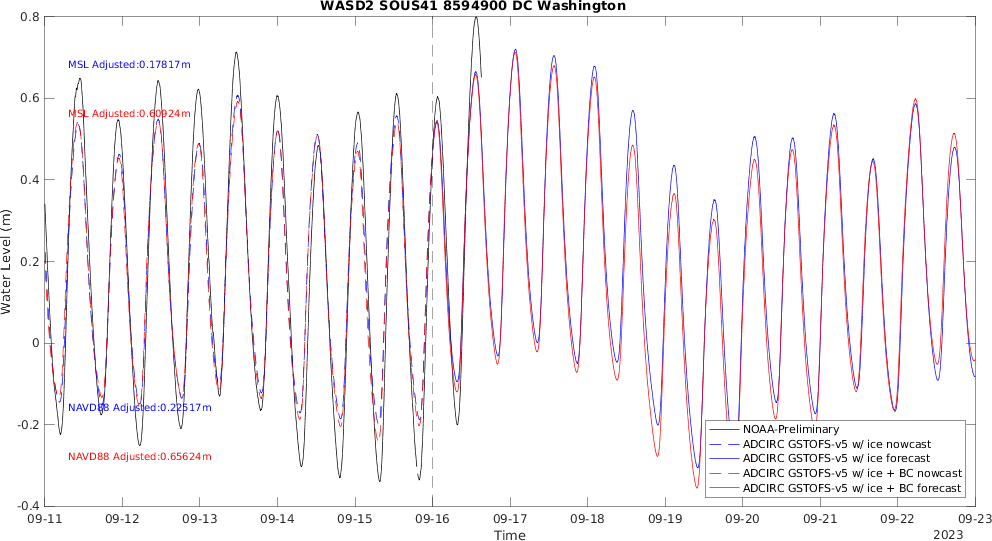 WASD2 SOUS41 8594900 DC Washington
0.8
0.6
0.4
0.2
0
-0.2
-0.4
Water Level (m)
MSL Adjusted:0.17817m
MSL Adjusted:0.60924m
NAVD88 Adjusted:0.22517m
NAVD88 Adjusted:0.65624m
NOAA-Preliminary
ADCIRC GSTOFS-v5 w/ ice nowcast
ADCIRC GSTOFS-v5 w/ ice forecast
ADCIRC GSTOFS-v5 w/ ice + BC nowcast
ADCIRC GSTOFS-v5 w/ ice + BC forecast
09-11 09-12 09-13 09-14 09-15 09-16 09-17 09-18 09-19 09-20 09-21 09-22 09-23
Time
2023